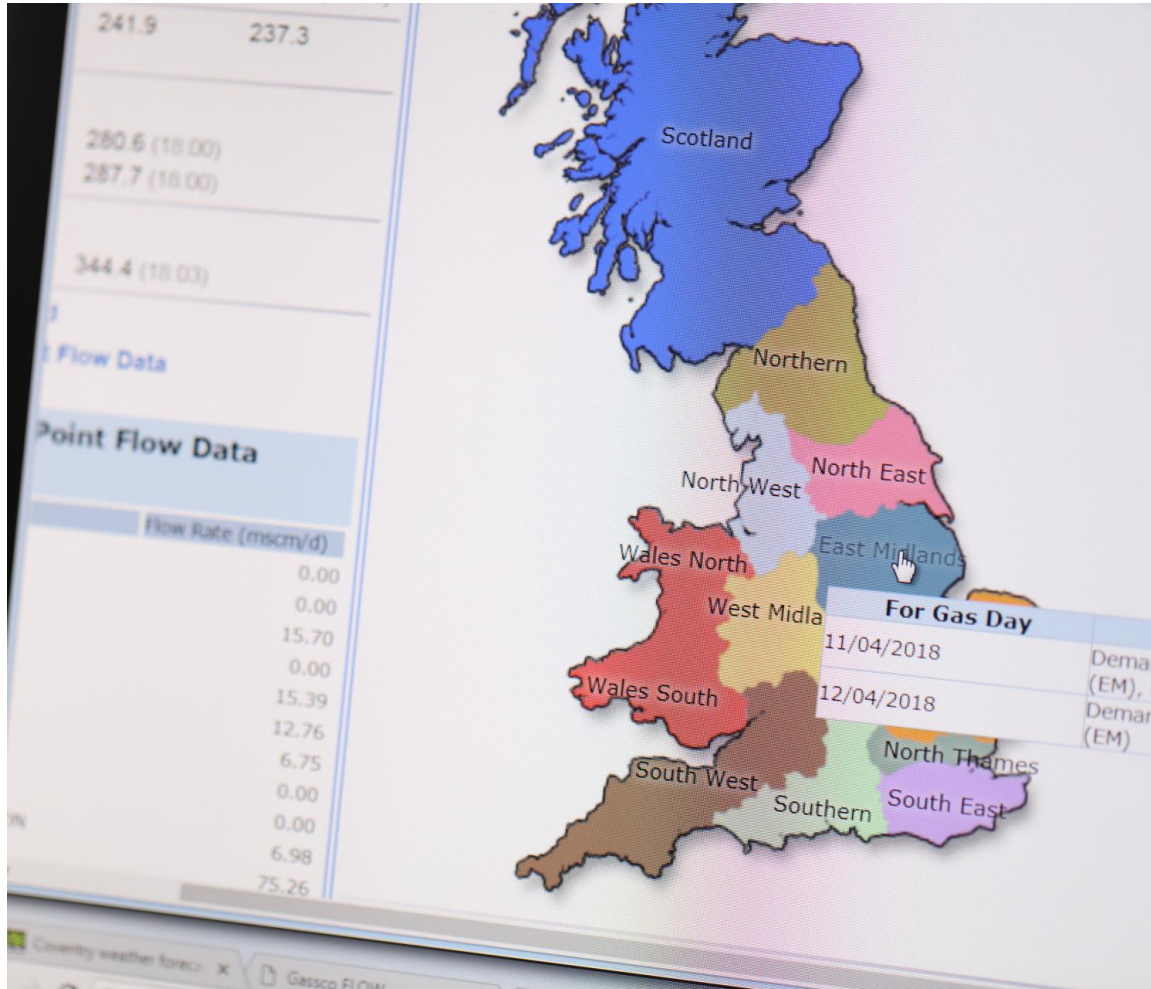 241.9 237.3
280.6 (18:00)
287.7 (18:00)
344.4 (18:03)
Flow Data
Point Flow Data
Flow Rate (mscm/d)
0.00
0.00
15.70
0.00
15.39
12.76
6.75
0.00
0.00
6.98
75.26
Scotland
Northern
North East
North West
East Midlands
Wales North
West Midla
For Gas Day
11/04/2018
Dema
(EM),
12/04/2018
Demar
(EM)
Wales South
North Thames
South West
South East
Southern
Coventry weather foreca
Gassco FLOW